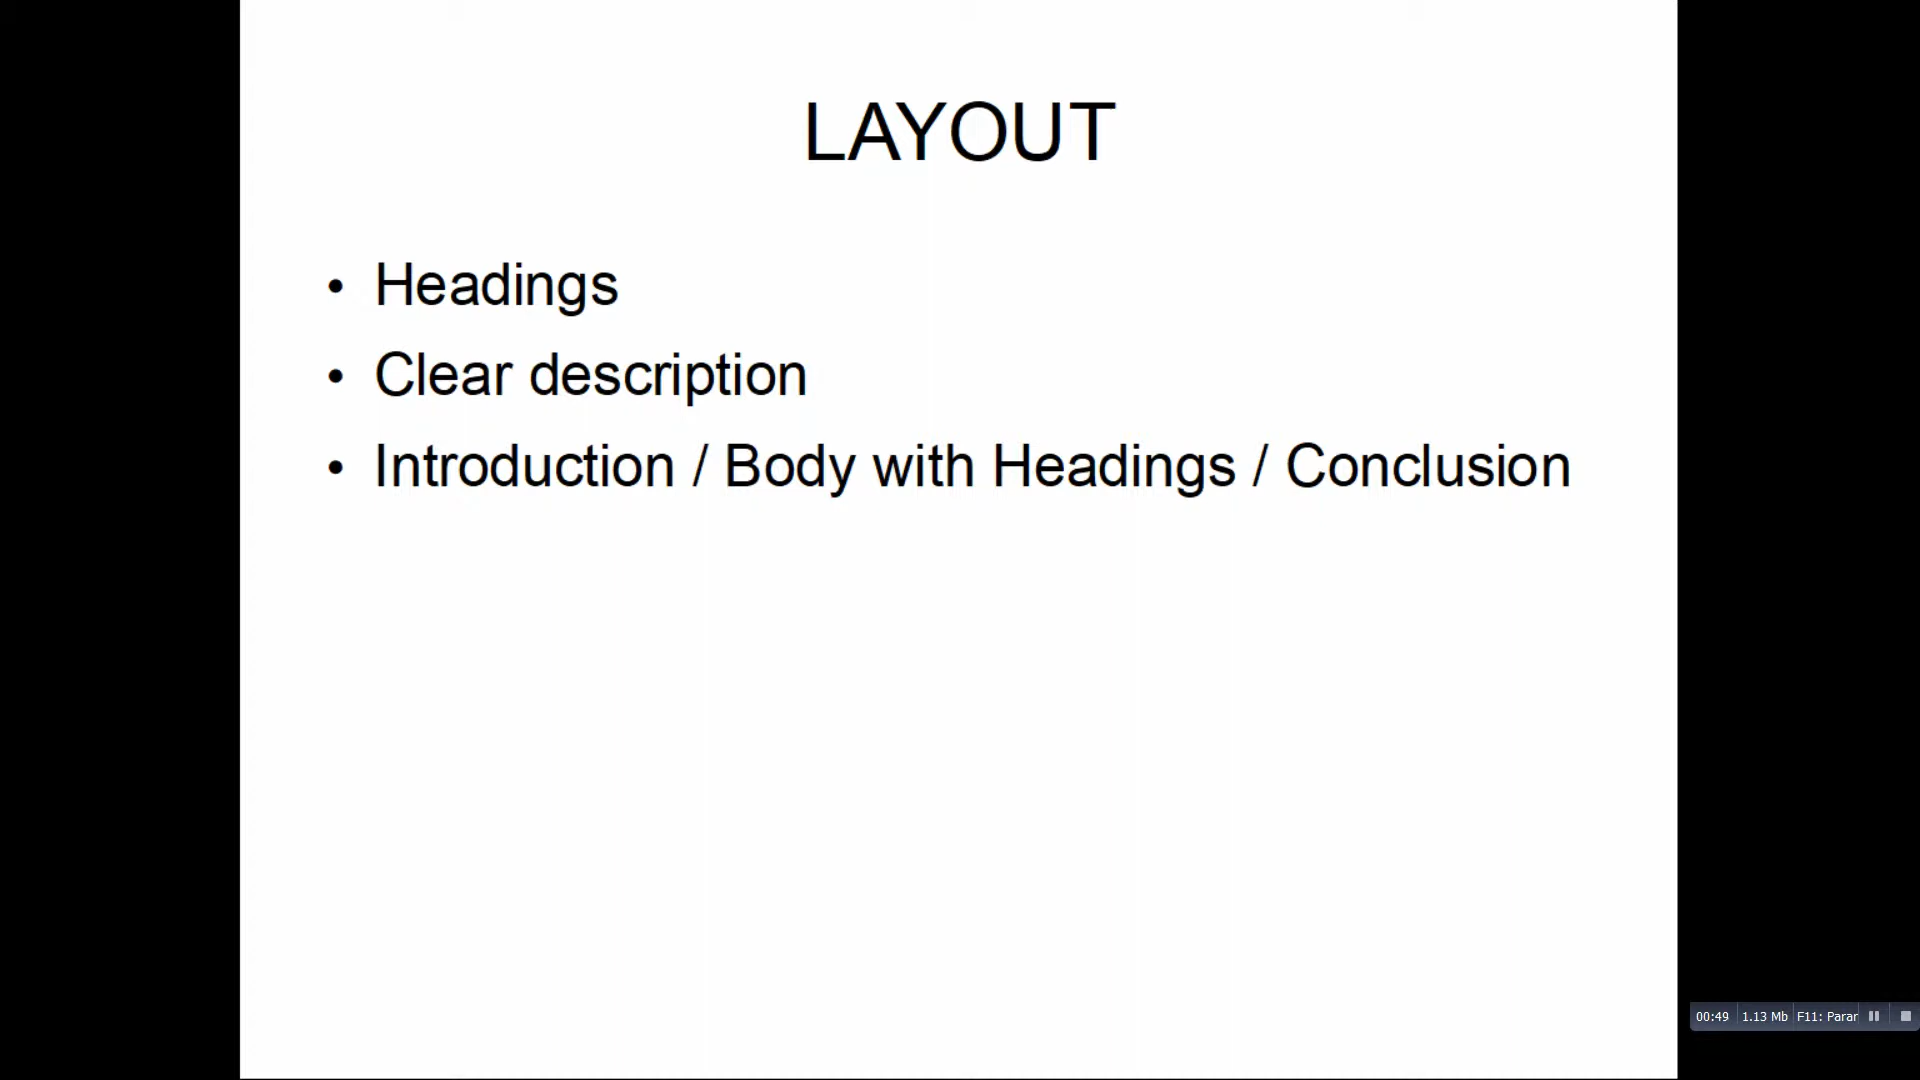 LAYOUT
• Headings
• Clear description
• Introduction / Body with Headings / Conclusion
00:49 1.13 Mb F11: Parar